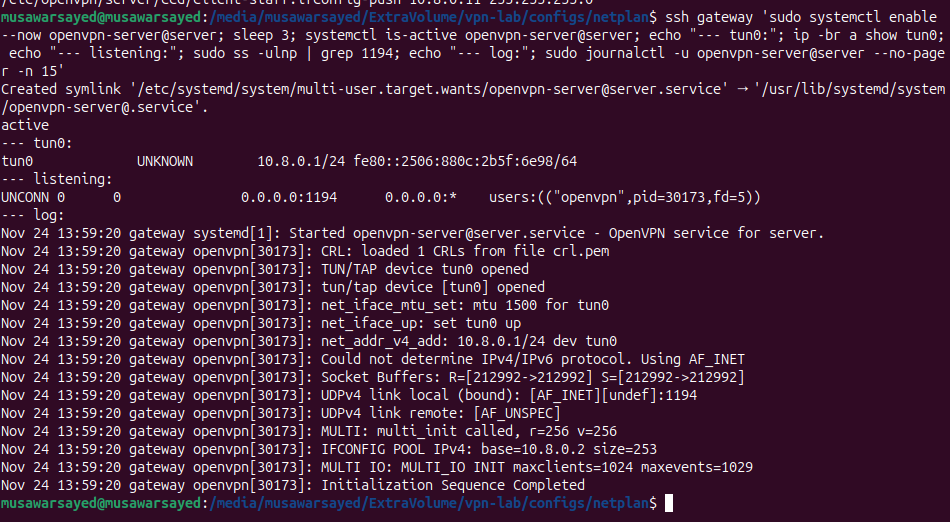 /etc/openvpn/server/ccd/client-staff:ifconfig-push 10.8.0.11 255.255.255.0
musawarsayed@musawarsayed:/media/musawarsayed/ExtraVolume/vpn-lab/configs/netplan$ ssh gateway 'sudo systemctl enable
--now openvpn-server@server; sleep 3; systemctl is-active openvpn-server@server; echo "--- tun0:"; ip -br a show tun0;
echo "--- listening:"; sudo ss -ulnp | grep 1194; echo "--- log:"; sudo journalctl -u openvpn-server@server --no-page
r -n 15'
Created symlink '/etc/systemd/system/multi-user.target.wants/openvpn-server@server.service' → '/usr/lib/systemd/system
/openvpn-server@.service'.
active
--- tun0:
tun0             UNKNOWN        10.8.0.1/24 fe80::2506:880c:2b5f:6e98/64
--- listening:
UNCONN 0      0               0.0.0.0:1194      0.0.0.0:*    users:(("openvpn",pid=30173,fd=5))
--- log:
Nov 24 13:59:20 gateway systemd[1]: Started openvpn-server@server.service - OpenVPN service for server.
Nov 24 13:59:20 gateway openvpn[30173]: CRL: loaded 1 CRLs from file crl.pem
Nov 24 13:59:20 gateway openvpn[30173]: TUN/TAP device tun0 opened
Nov 24 13:59:20 gateway openvpn[30173]: tun/tap device [tun0] opened
Nov 24 13:59:20 gateway openvpn[30173]: net_iface_mtu_set: mtu 1500 for tun0
Nov 24 13:59:20 gateway openvpn[30173]: net_iface_up: set tun0 up
Nov 24 13:59:20 gateway openvpn[30173]: net_addr_v4_add: 10.8.0.1/24 dev tun0
Nov 24 13:59:20 gateway openvpn[30173]: Could not determine IPv4/IPv6 protocol. Using AF_INET
Nov 24 13:59:20 gateway openvpn[30173]: Socket Buffers: R=[212992->212992] S=[212992->212992]
Nov 24 13:59:20 gateway openvpn[30173]: UDPv4 link local (bound): [AF_INET][undef]:1194
Nov 24 13:59:20 gateway openvpn[30173]: UDPv4 link remote: [AF_UNSPEC]
Nov 24 13:59:20 gateway openvpn[30173]: MULTI: multi_init called, r=256 v=256
Nov 24 13:59:20 gateway openvpn[30173]: IFCONFIG POOL IPv4: base=10.8.0.2 size=253
Nov 24 13:59:20 gateway openvpn[30173]: MULTI IO: MULTI_IO INIT maxclients=1024 maxevents=1029
Nov 24 13:59:20 gateway openvpn[30173]: Initialization Sequence Completed
musawarsayed@musawarsayed:/media/musawarsayed/ExtraVolume/vpn-lab/configs/netplan$